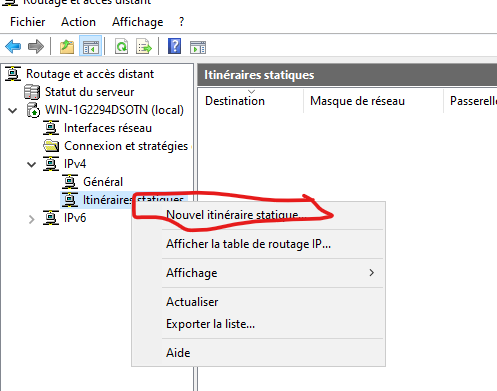 Routage et accès distant
Fichier Action Affichage ?
Routage et accès distant
Statut du serveur
WIN-1G2294DSOTN (local)
Interfaces réseau
Connexion et stratégies
IPv4
Général
Itinéraires statiques
IPv6
Itinéraires statiques
Destination Masque de réseau Passerelle
Nouvel itinéraire statique...
Afficher la table de routage IP...
Affichage
Actualiser
Exporter la liste...
Aide